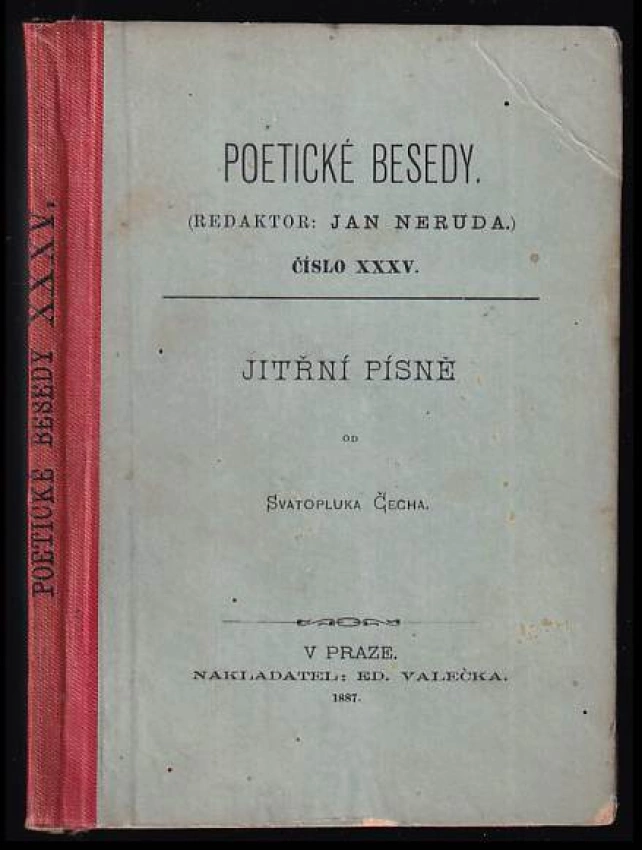 POETICKÉ BESEDY XXXV.
POETICKÉ BESEDY.
(REDAKTOR: JAN NERUDA.)
ČÍSLO XXXV.
JITŘNÍ PÍSNĚ
OD
SVATOPLUKA ČECHA.
V PRAZE.
NAKLADATEL: ED. VALEČKA.
1887.